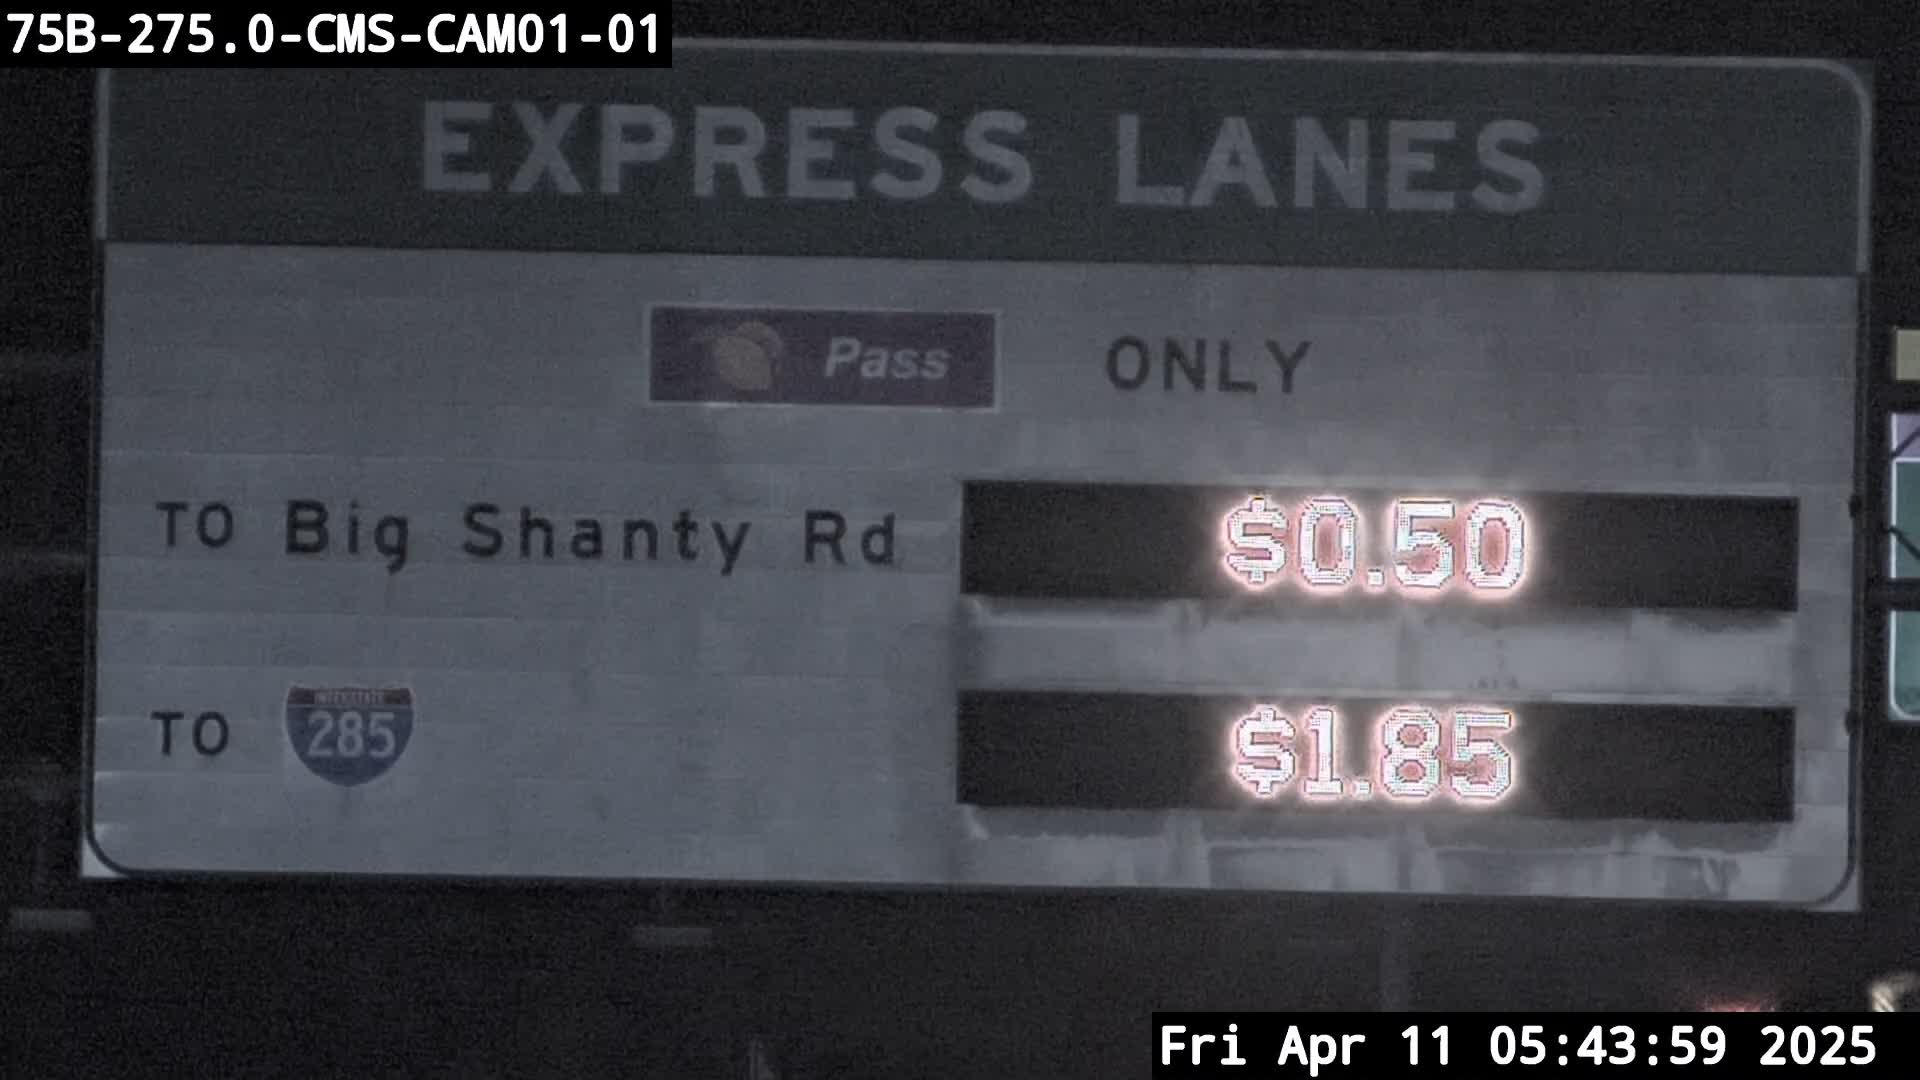 75B-275.0-CMS-CAM01-01
EXPRESS LANES
Pass ONLY
TO Big Shanty Rd $0.50
INTERSTATE
TO 285 $1.85
Fri Apr 11 05:43:59 2025